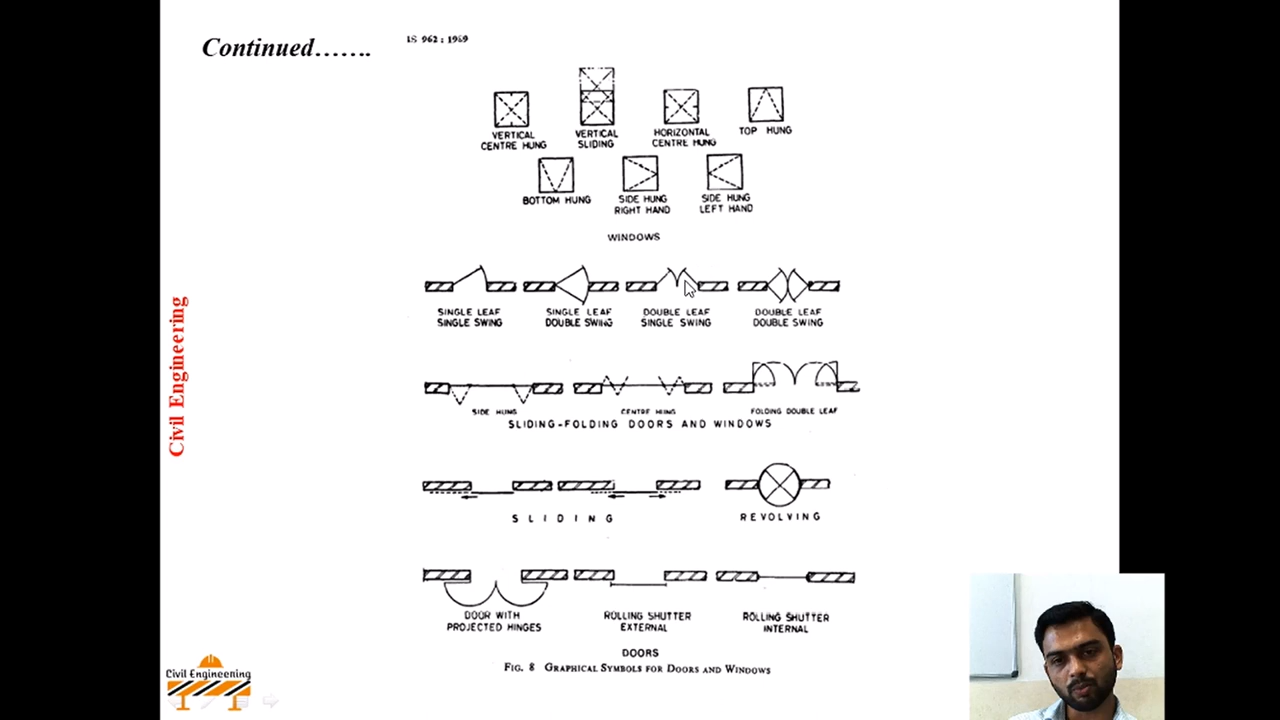 Continued…….
IS 962 : 1989
VERTICAL
CENTRE HUNG
VERTICAL
SLIDING
HORIZONTAL
CENTRE HUNG
TOP HUNG
BOTTOM HUNG
SIDE HUNG
RIGHT HAND
SIDE HUNG
LEFT HAND
WINDOWS
SINGLE LEAF
SINGLE SWING
SINGLE LEAF
DOUBLE SWING
DOUBLE LEAF
SINGLE SWING
DOUBLE LEAF
DOUBLE SWING
SIDE HUNG
CENTRE HUNG
FOLDING DOUBLE LEAF
SLIDING-FOLDING DOORS AND WINDOWS
SLIDING
REVOLVING
DOOR WITH
PROJECTED HINGES
ROLLING SHUTTER
EXTERNAL
ROLLING SHUTTER
INTERNAL
DOORS
FIG. 8 GRAPHICAL SYMBOLS FOR DOORS AND WINDOWS
Civil Engineering
Civil Engineering